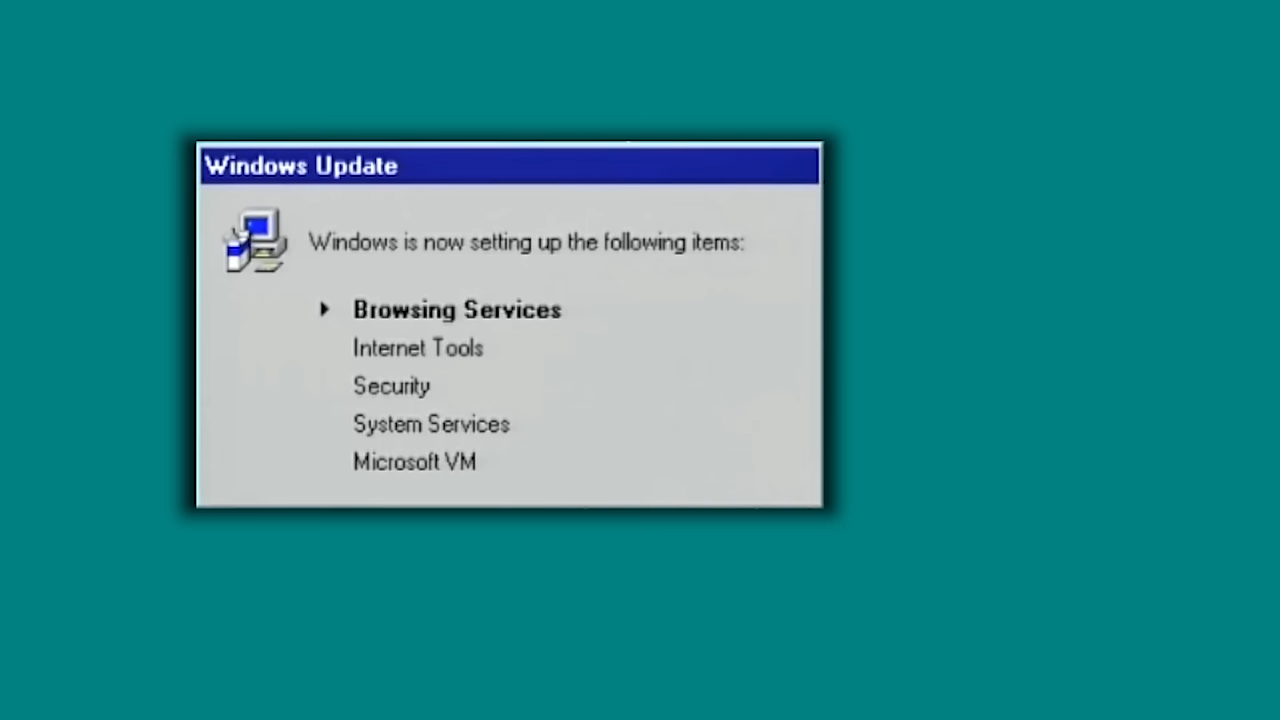 Windows Update
Windows is now setting up the following items:
Browsing Services
Internet Tools
Security
System Services
Microsoft VM